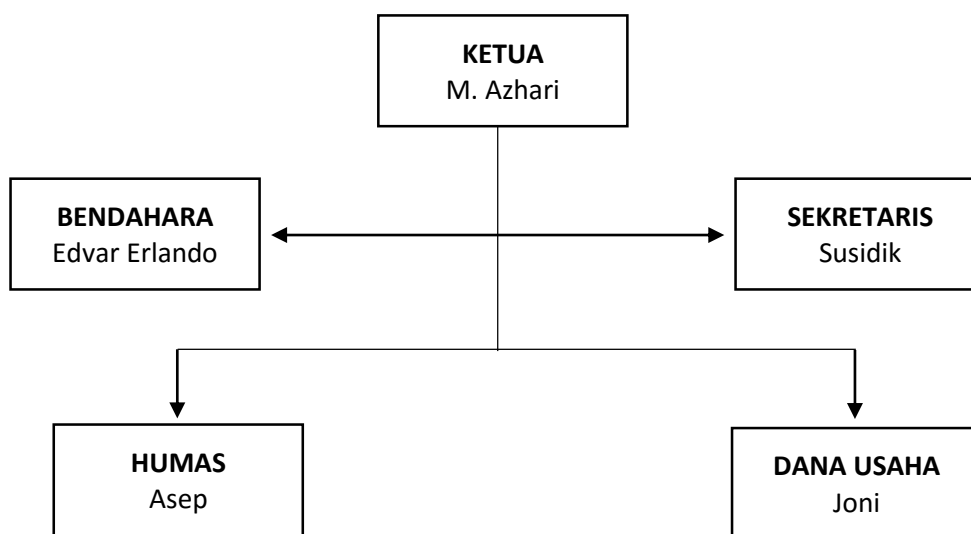 KETUA
M. Azhari
BENDAHARA
Edvar Erlando
SEKRETARIS
Susidik
HUMAS
Asep
DANA USAHA
Joni